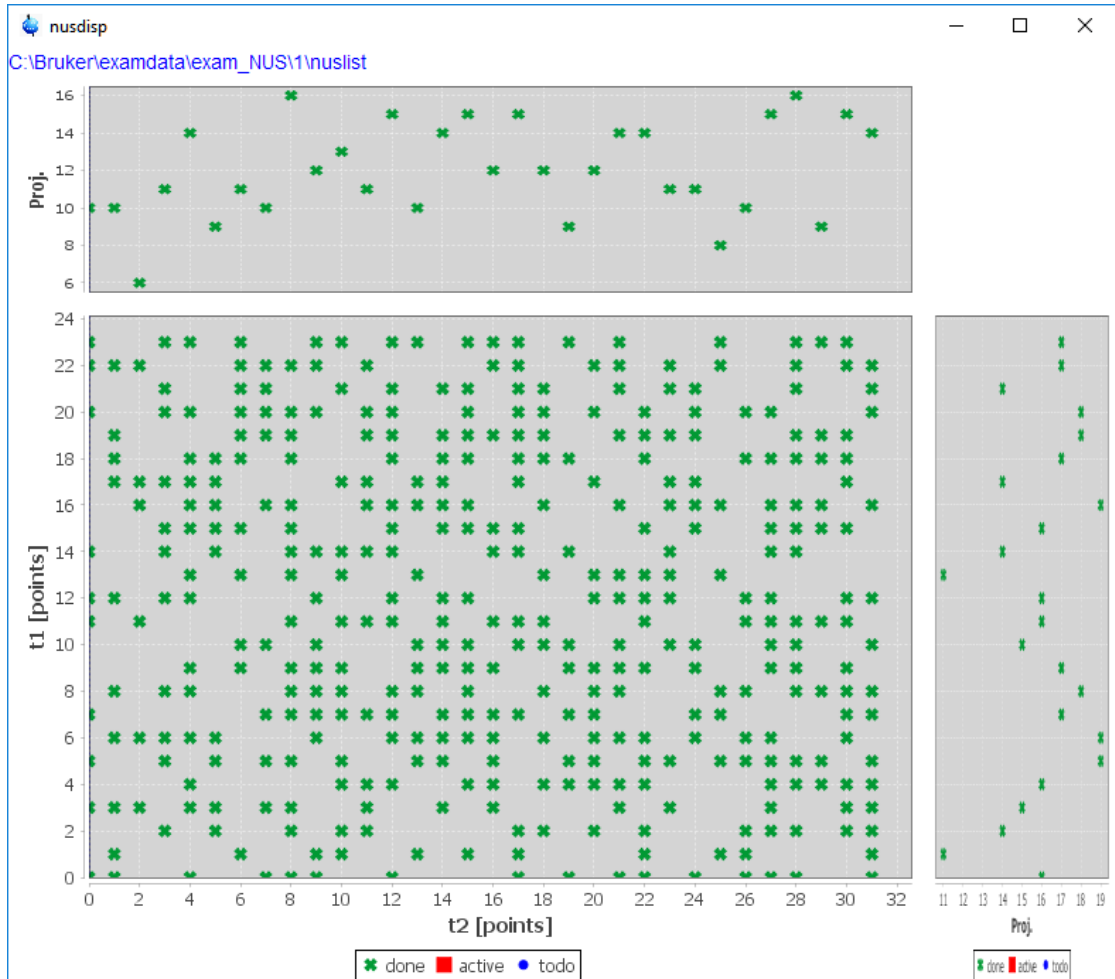 nusdisp
C:\Bruker\examdata\exam_NUS\1\nuslist
Proj.
16
14
12
10
8
6
t1 [points]
24
22
20
18
16
14
12
10
8
6
4
2
0
0 2 4 6 8 10 12 14 16 18 20 22 24 26 28 30 32
t2 [points]
done active todo
11 12 13 14 15 16 17 18 19
Proj.
done active todo